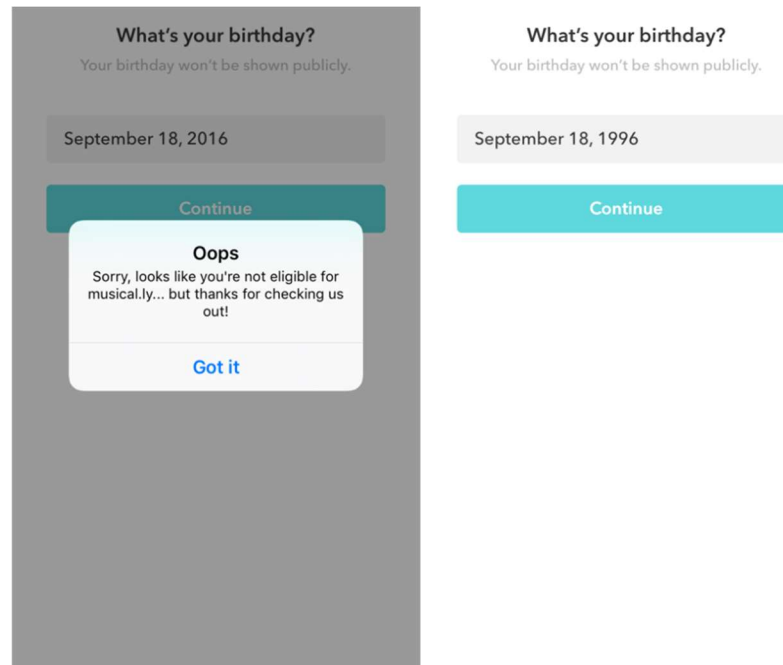 What's your birthday?
Your birthday won't be shown publicly.
September 18, 2016
Continue
Oops
Sorry, looks like you're not eligible for
musical.ly... but thanks for checking us
out!
Got it
What's your birthday?
Your birthday won't be shown publicly.
September 18, 1996
Continue